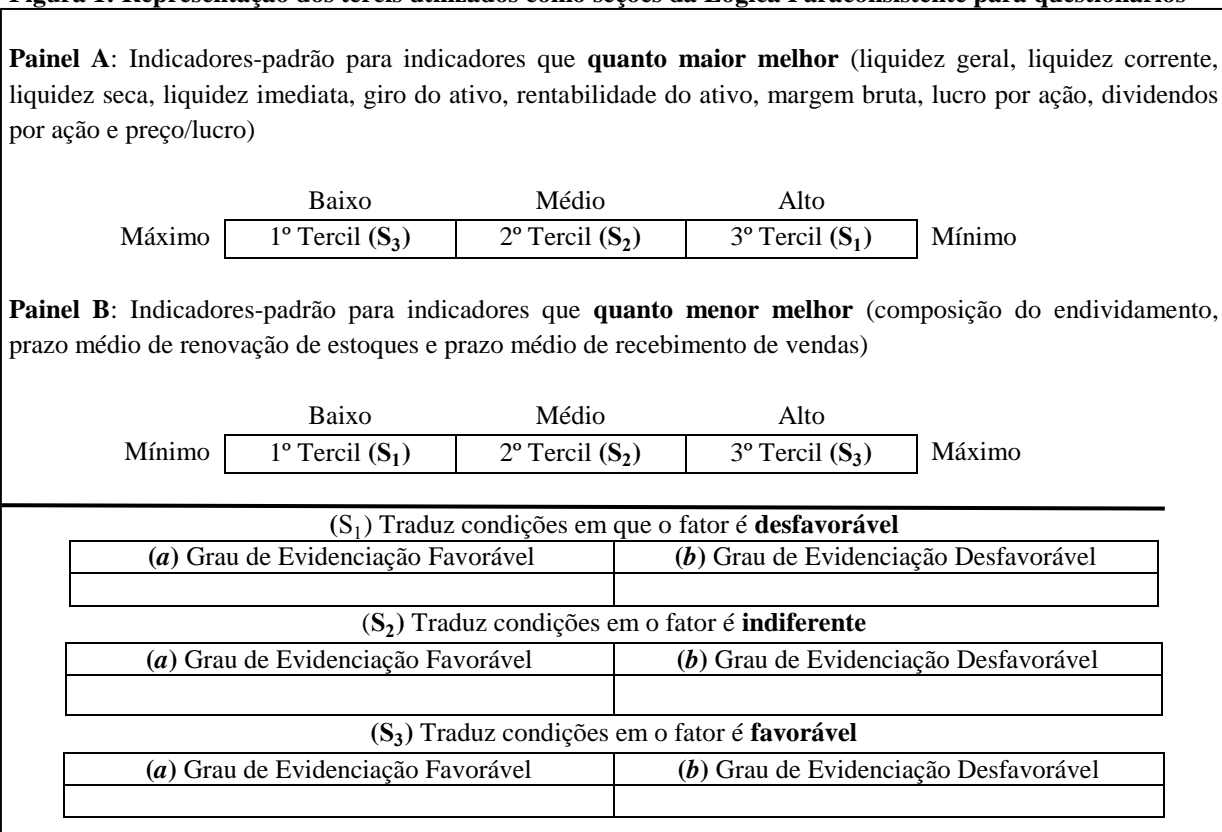 Figura 1: Representação dos tercis utilizados como seções da Lógica Paraconsistente para questionários
Painel A: Indicadores-padrão para indicadores que quanto maior melhor (liquidez geral, liquidez corrente,
liquidez seca, liquidez imediata, giro do ativo, rentabilidade do ativo, margem bruta, lucro por ação, dividendos
por ação e preço/lucro)
Baixo Médio Alto
Máximo 1º Tercil (S₃) 2º Tercil (S₂) 3º Tercil (S₁) Mínimo
Painel B: Indicadores-padrão para indicadores que quanto menor melhor (composição do endividamento,
prazo médio de renovação de estoques e prazo médio de recebimento de vendas)
Baixo Médio Alto
Mínimo 1º Tercil (S₁) 2º Tercil (S₂) 3º Tercil (S₃) Máximo
(S₁) Traduz condições em que o fator é desfavorável
(a) Grau de Evidenciação Favorável (b) Grau de Evidenciação Desfavorável
(S₂) Traduz condições em o fator é indiferente
(a) Grau de Evidenciação Favorável (b) Grau de Evidenciação Desfavorável
(S₃) Traduz condições em o fator é favorável
(a) Grau de Evidenciação Favorável (b) Grau de Evidenciação Desfavorável